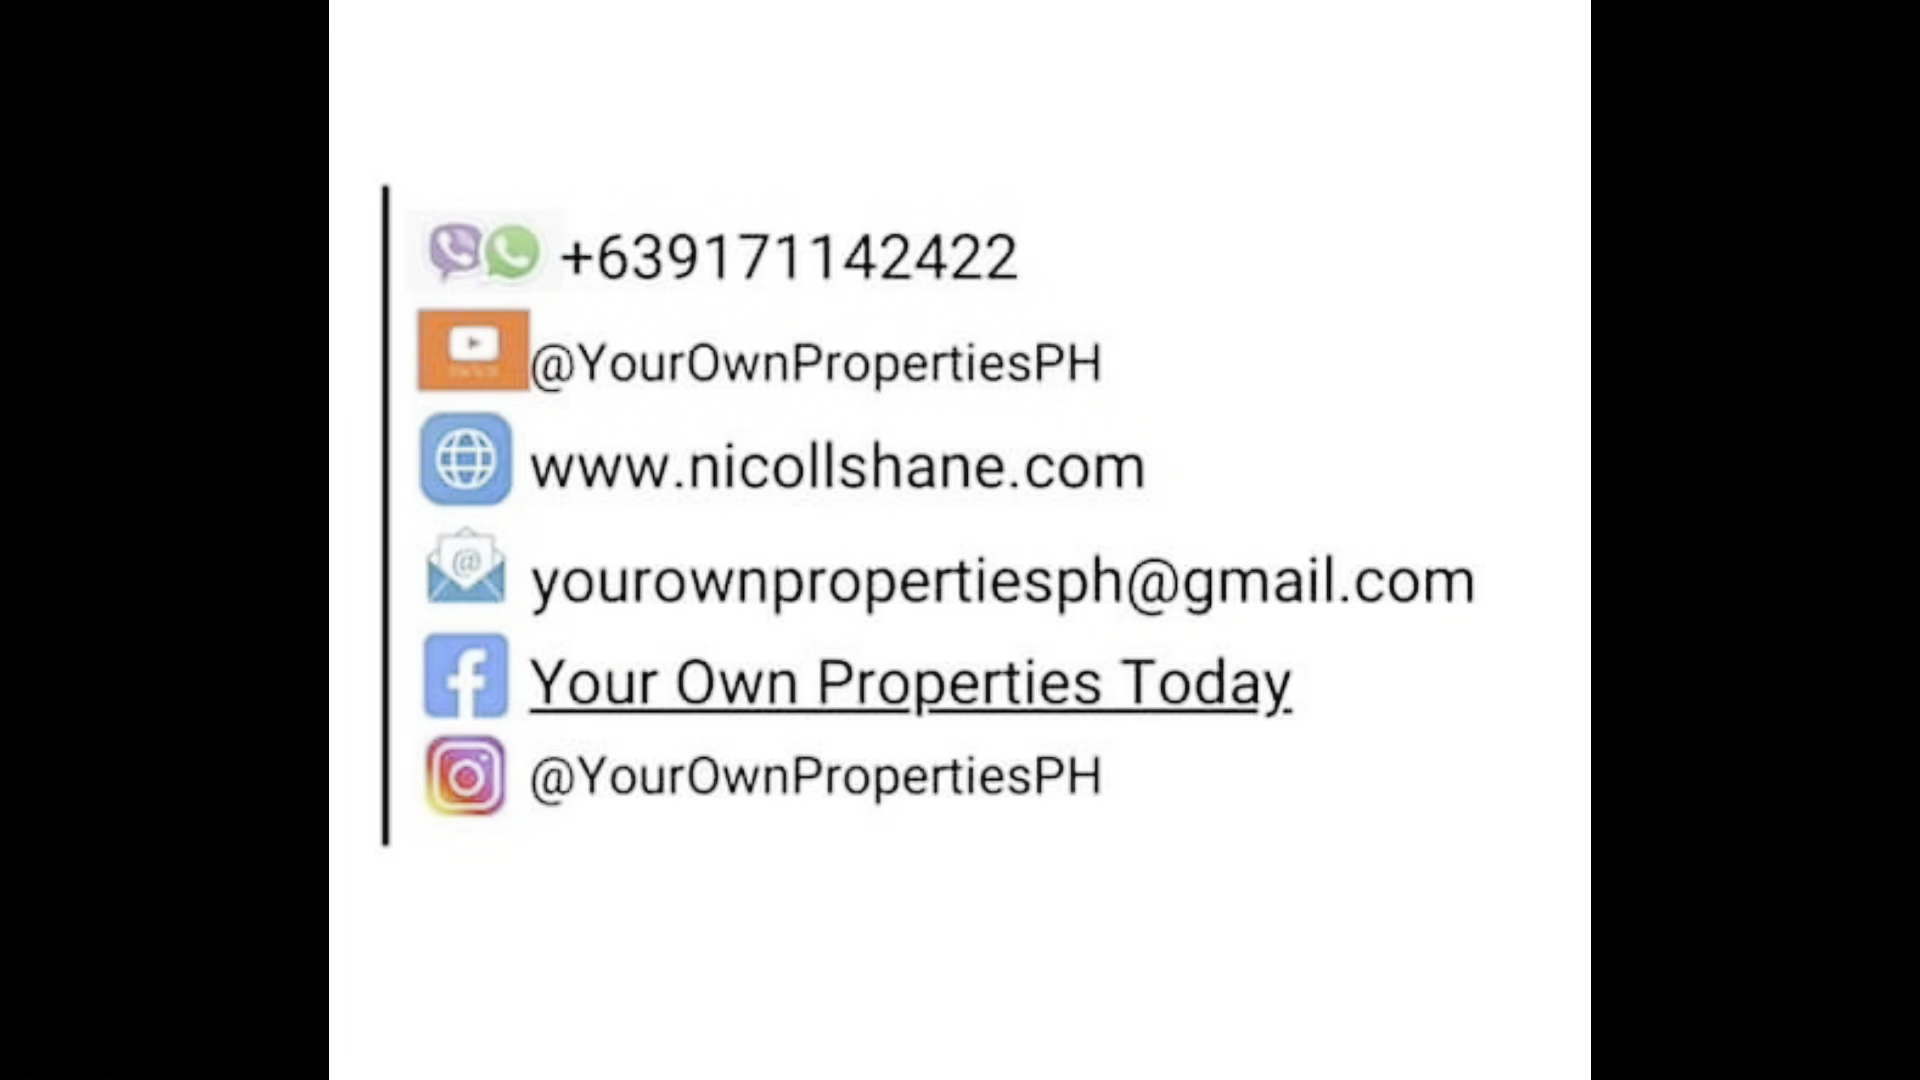 +639171142422
@YourOwnPropertiesPH
www.nicollshane.com
yourownpropertiesph@gmail.com
Your Own Properties Today
@YourOwnPropertiesPH